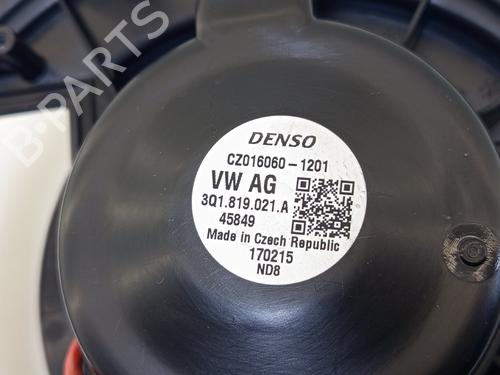 B-PARTS
DENSO
CZ016060-1201
VW AG
3Q1.819.021.A
45849
Made in Czech Republic
170215
ND8